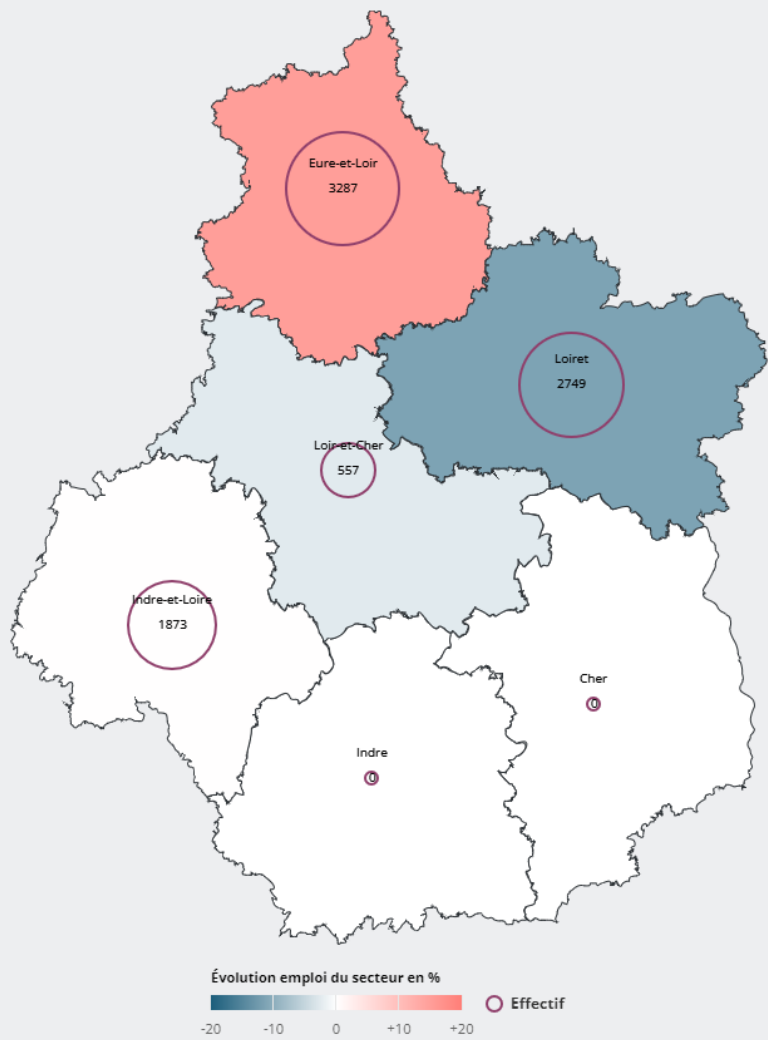 Eure-et-Loir
3287
Loiret
2749
Loir-et-Cher
557
Indre-et-Loire
1873
Cher
0
Indre
0
Évolution emploi du secteur en %
Effectif
-20 -10 0 +10 +20